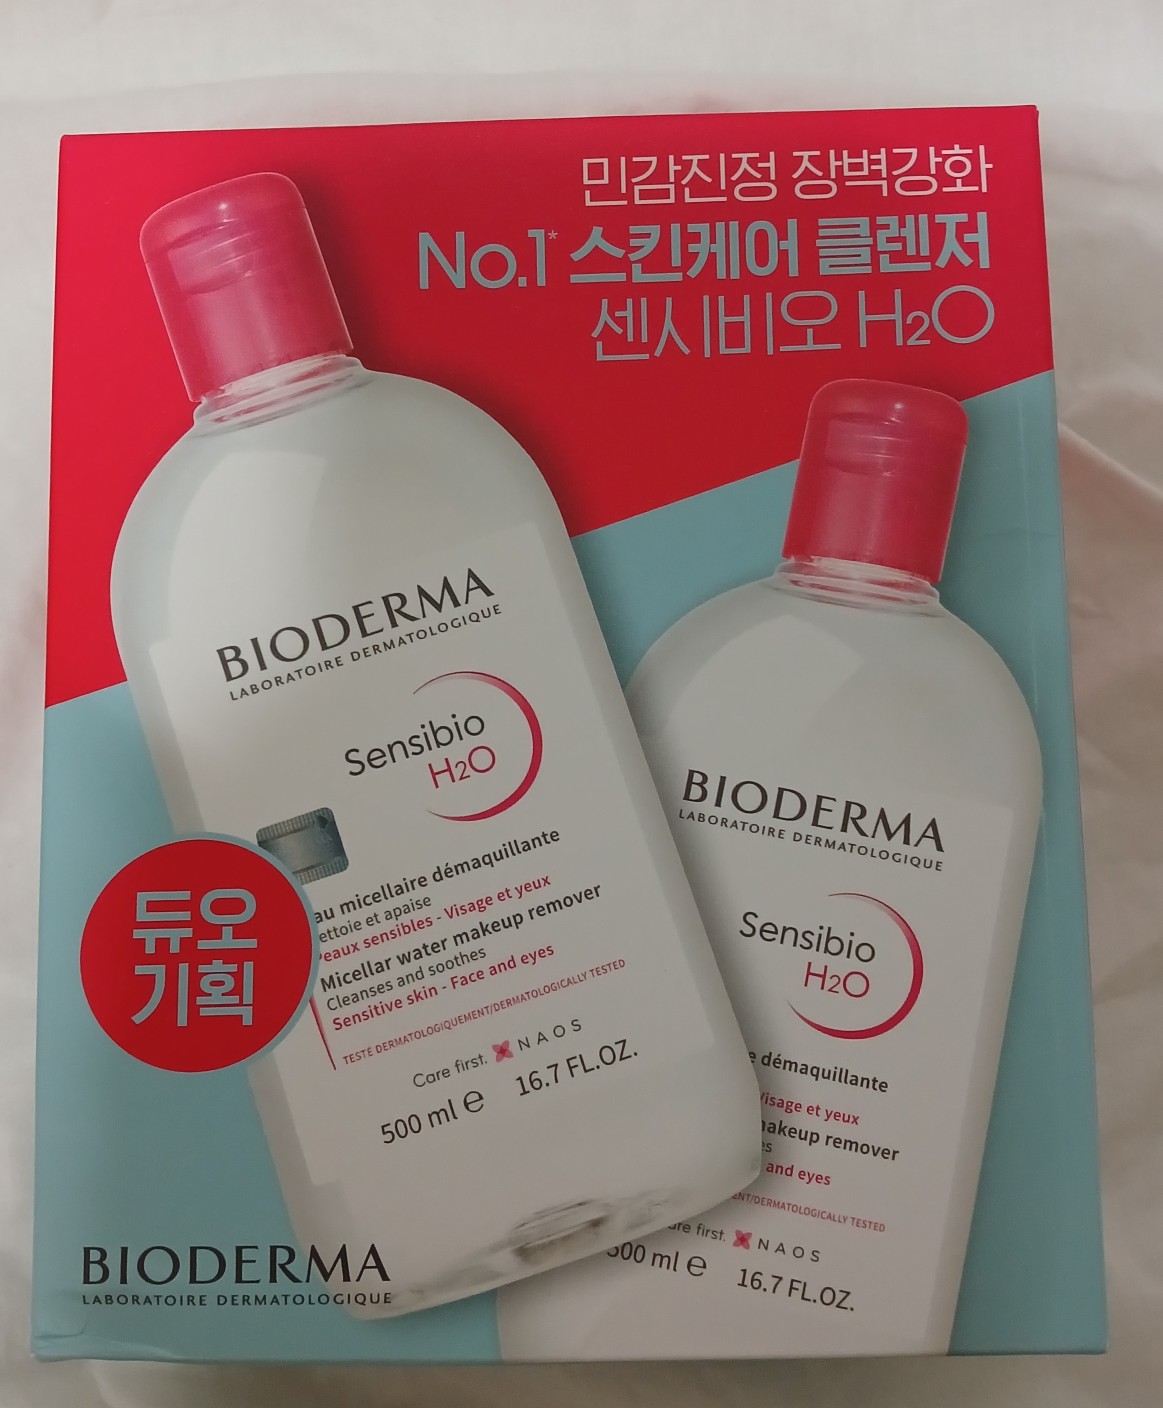 민감진정 장벽강화
No.1* 스킨케어 클렌저
센시비오 H2O
BIODERMA
LABORATOIRE DERMATOLOGIQUE
Sensibio
H2O
au micellaire démaquillante
ettoie et apaise
eaux sensibles - Visage et yeux
Micellar water makeup remover
Cleanses and soothes
Sensitive skin - Face and eyes
TESTÉ DERMATOLOGIQUEMENT/DERMATOLOGICALLY TESTED
Care first. NAOS
500 ml e 16.7 FL.OZ.
듀오
기획
BIODERMA
LABORATOIRE DERMATOLOGIQUE
Sensibio
H2O
e démaquillante
Visage et yeux
makeup remover
es
and eyes
ENT/DERMATOLOGICALLY TESTED
are first. NAOS
500 ml e 16.7 FL.OZ.
BIODERMA
LABORATOIRE DERMATOLOGIQUE